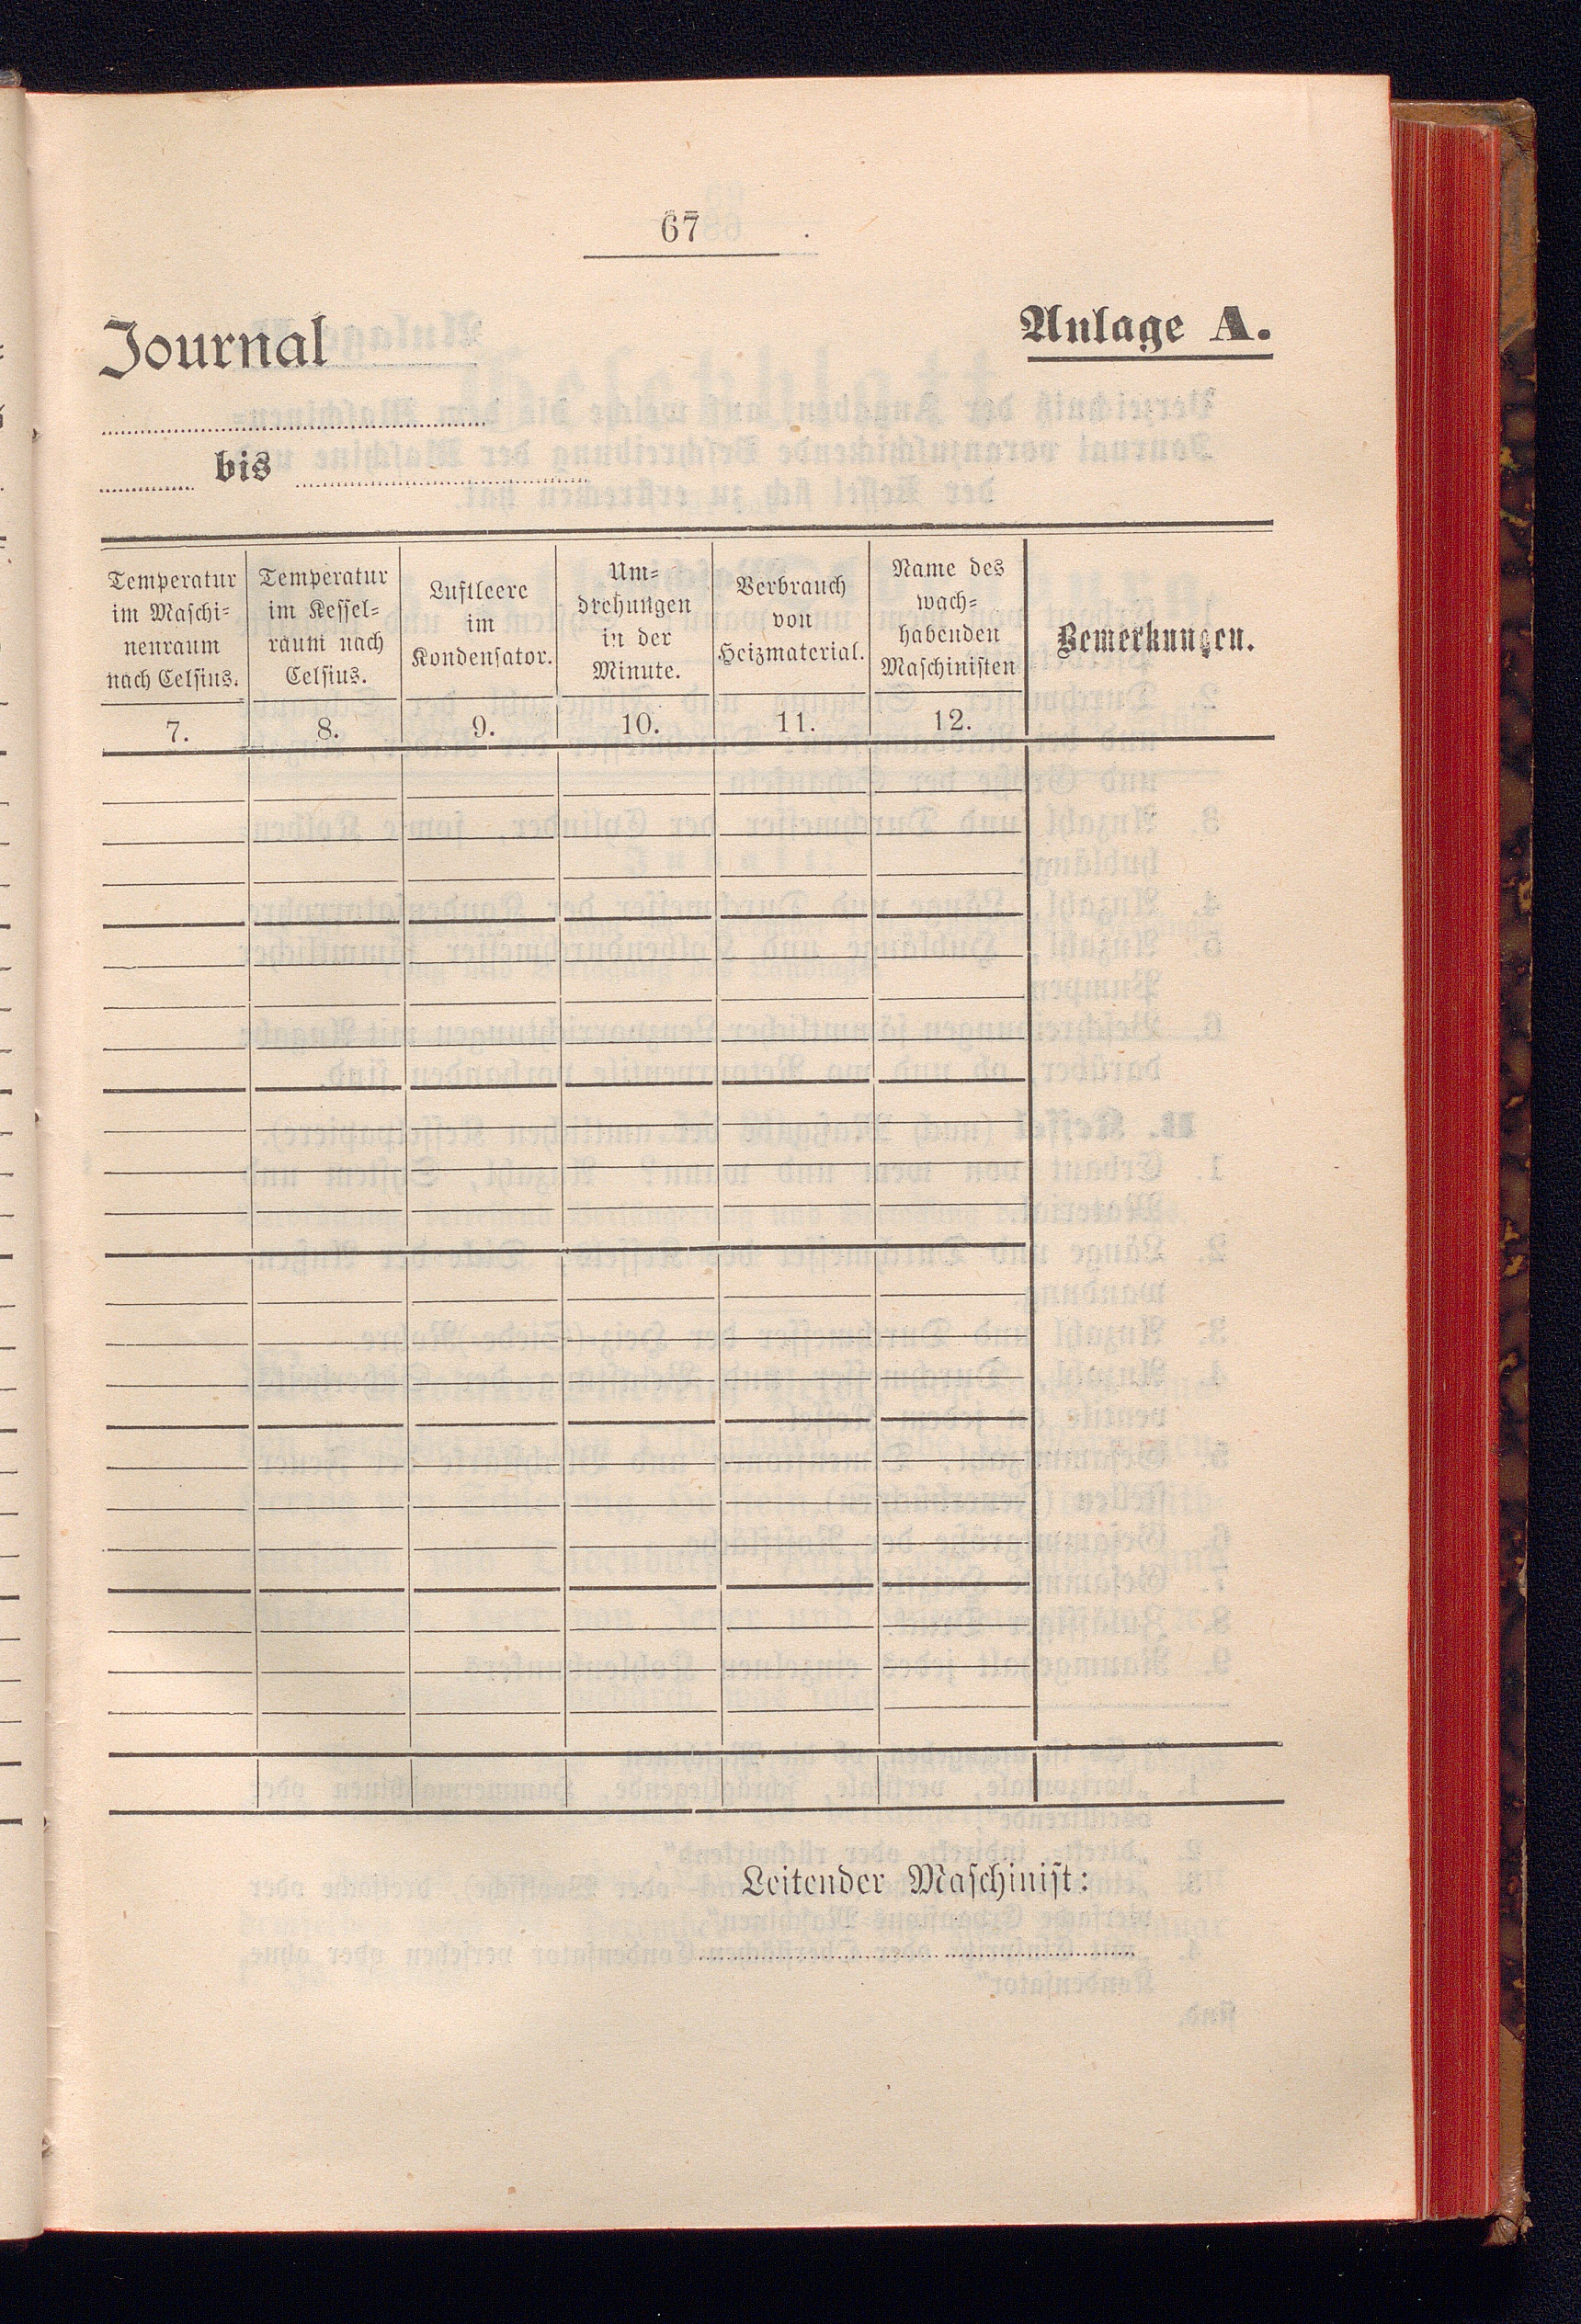 67
Journal
Anlage A.
bis
Temperatur
im Maschi-
nenraum
nach Celsius.
Temperatur
im Kessel-
raum nach
Celsius.
Luftleere
im
Kondensator.
Um-
drehungen
in der
Minute.
Verbrauch
von
Heizmaterial.
Name des
wach-
habenden
Maschinisten
Bemerkungen.
7.
8.
9.
10.
11.
12.
Leitender Maschinist: